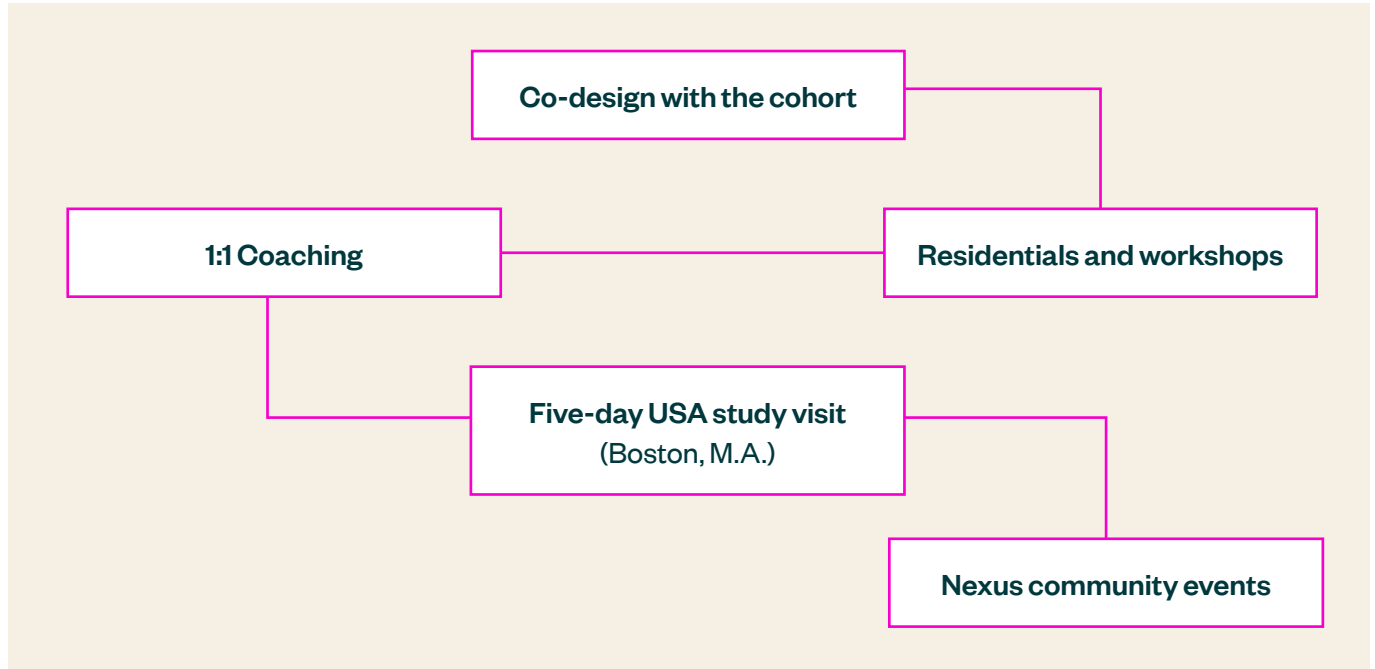 Co-design with the cohort
1:1 Coaching
Residentials and workshops
Five-day USA study visit
(Boston, M.A.)
Nexus community events